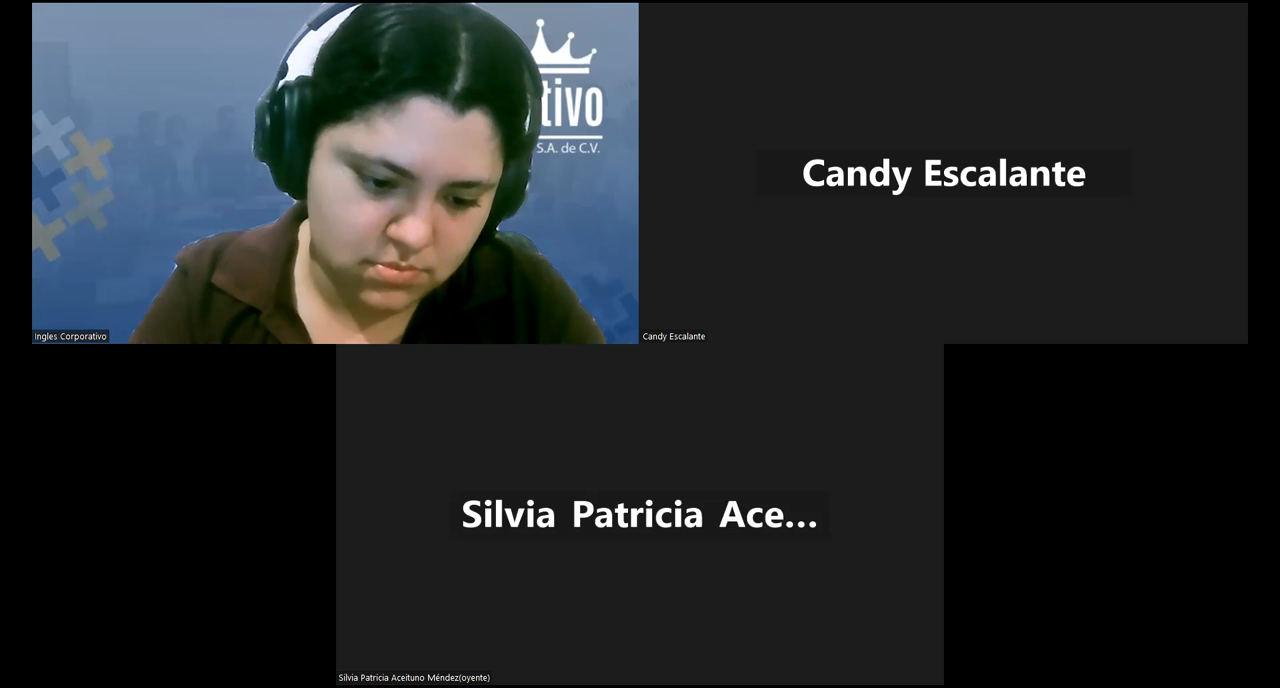 tivo
S.A. de C.V.
Ingles Corporativo
Candy Escalante
Candy Escalante
Silvia Patricia Ace...
Silvia Patricia Aceituno Méndez(oyente)